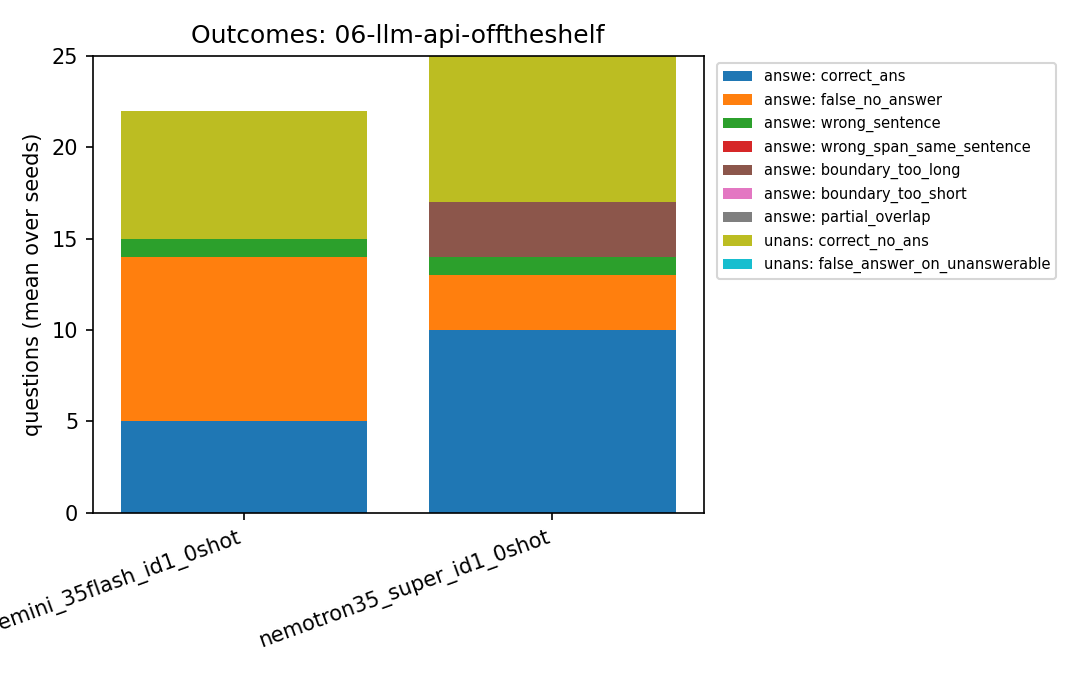 Outcomes: 06-llm-api-offtheshelf
questions (mean over seeds)
25
20
15
10
5
0
emini_35flash_id1_0shot
nemotron35_super_id1_0shot
answe: correct_ans
answe: false_no_answer
answe: wrong_sentence
answe: wrong_span_same_sentence
answe: boundary_too_long
answe: boundary_too_short
answe: partial_overlap
unans: correct_no_ans
unans: false_answer_on_unanswerable